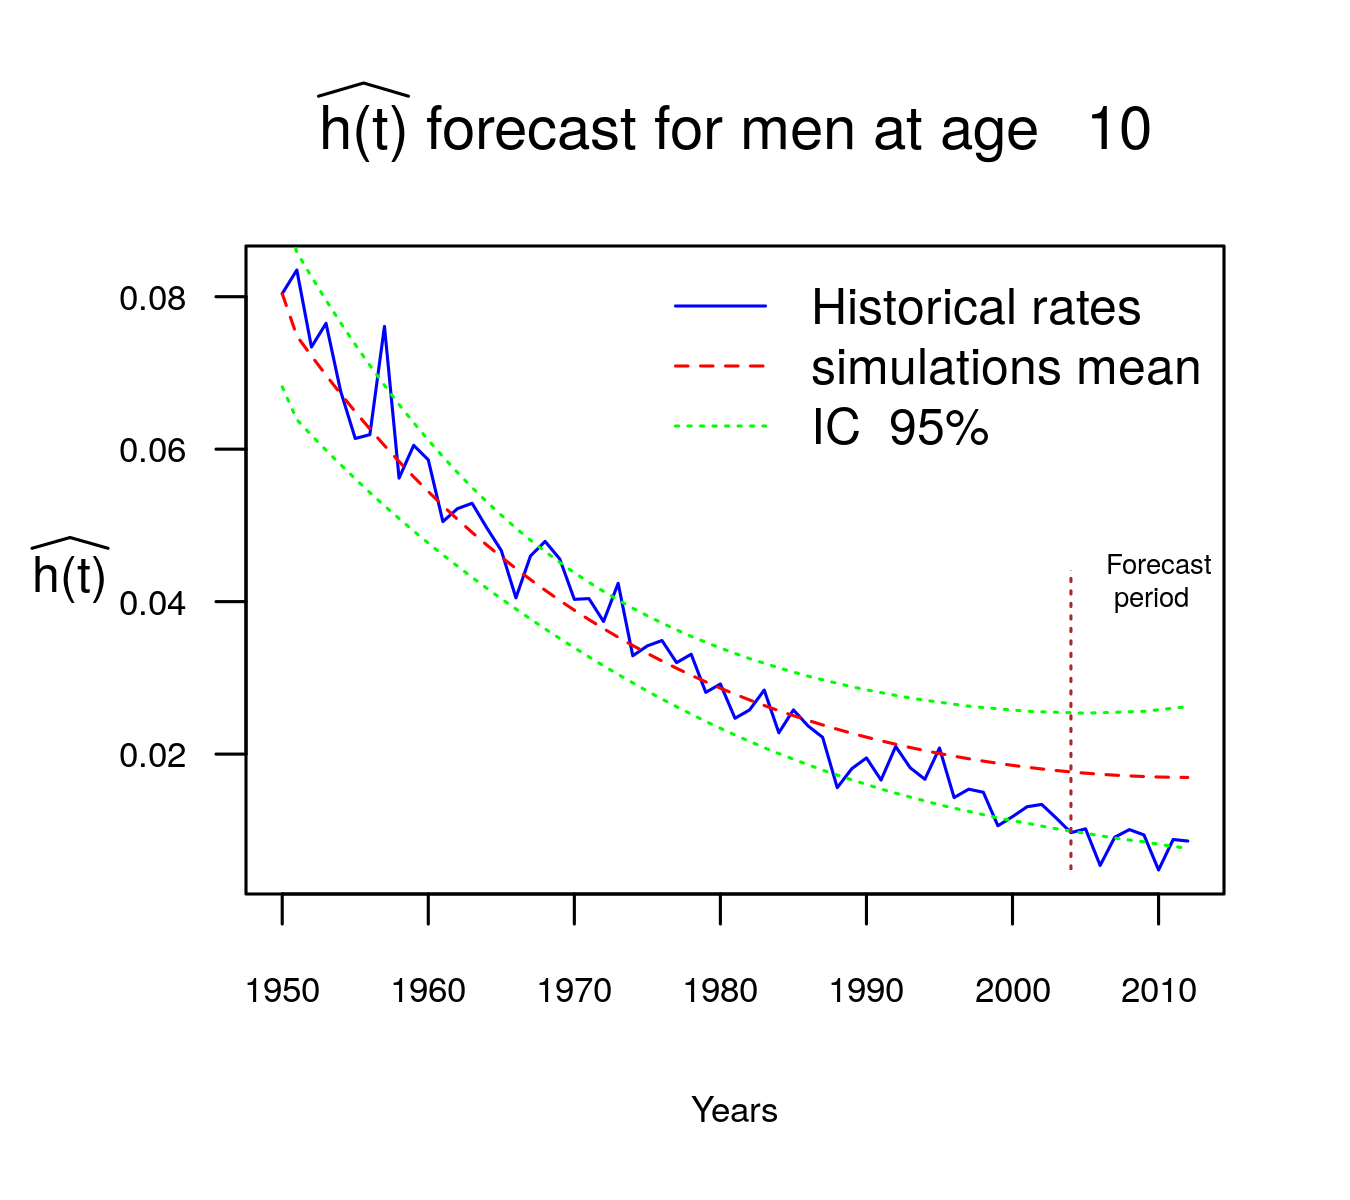 h(t) forecast for men at age 10
Historical rates
simulations mean
IC 95%
Forecast
period
h(t)
0.08
0.06
0.04
0.02
1950 1960 1970 1980 1990 2000 2010
Years